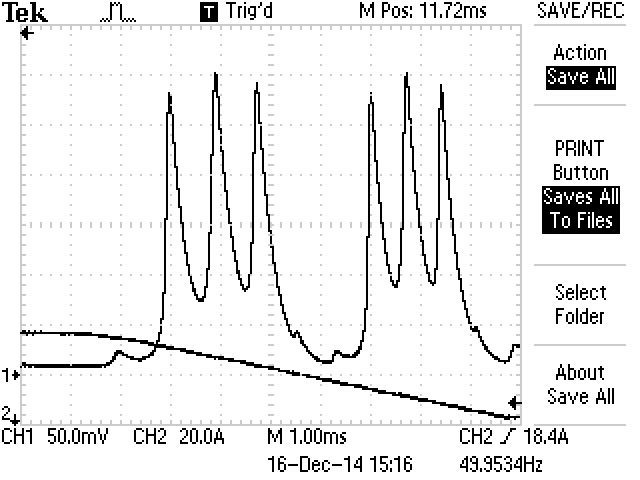 Tek T Trig'd M Pos: 11.72ms SAVE/REC
Action
Save All
PRINT
Button
Saves All
To Files
Select
Folder
About
Save All
1
2
CH1 50.0mV CH2 20.0A M 1.00ms CH2 18.4A
16-Dec-14 15:16 49.9534Hz